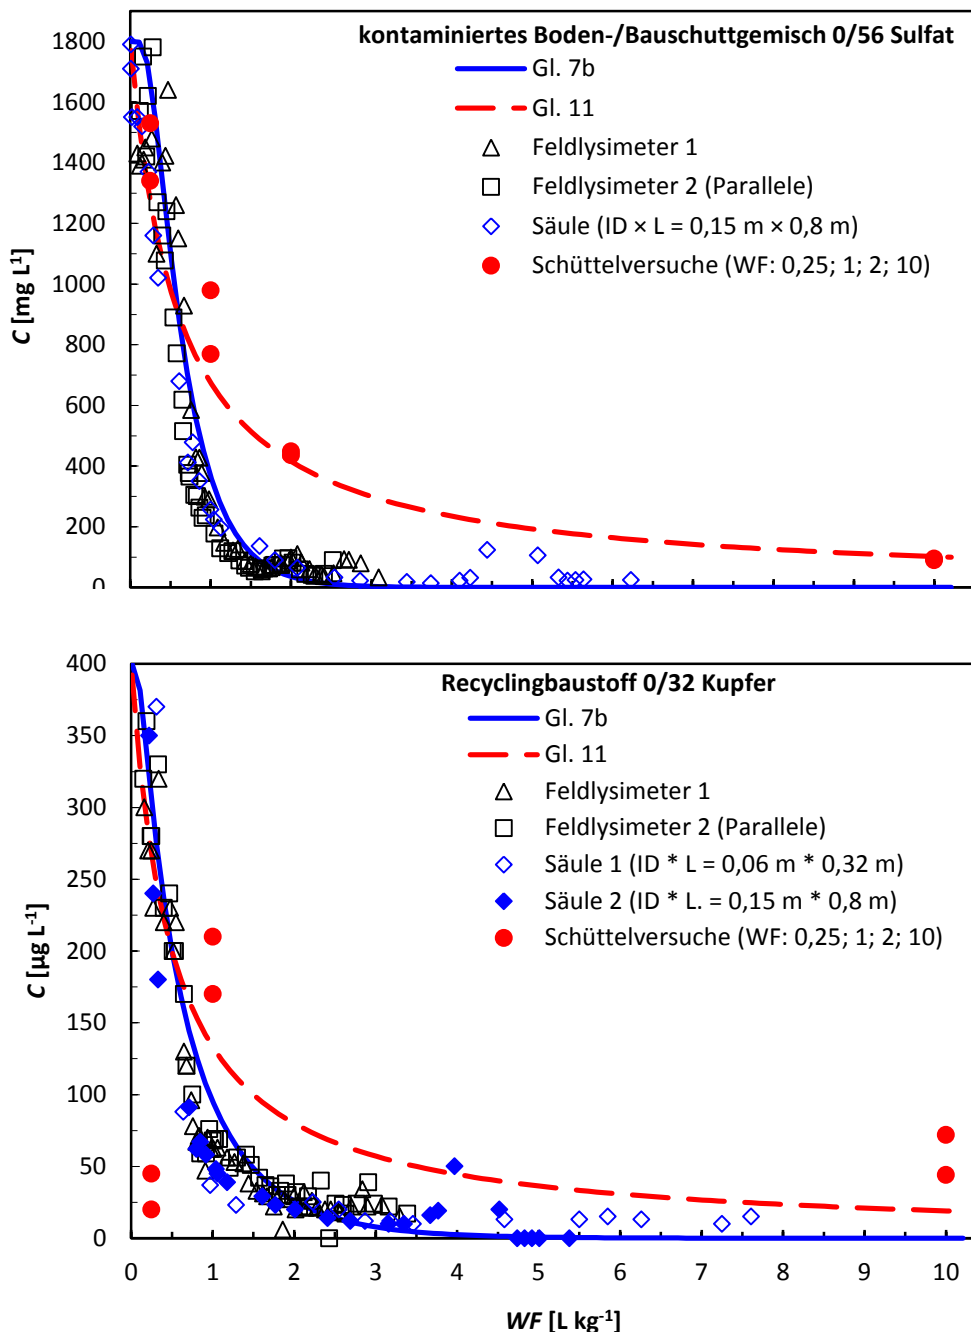 kontaminiertes Boden-/Bauschuttgemisch 0/56 Sulfat
Gl. 7b
Gl. 11
Feldlysimeter 1
Feldlysimeter 2 (Parallele)
Säule (ID × L = 0,15 m × 0,8 m)
Schüttelversuche (WF: 0,25; 1; 2; 10)
C [mg L¹]
1800
1600
1400
1200
1000
800
600
400
200
0
Recyclingbaustoff 0/32 Kupfer
Gl. 7b
Gl. 11
Feldlysimeter 1
Feldlysimeter 2 (Parallele)
Säule 1 (ID * L = 0,06 m * 0,32 m)
Säule 2 (ID * L. = 0,15 m * 0,8 m)
Schüttelversuche (WF: 0,25; 1; 2; 10)
C [µg L⁻¹]
400
350
300
250
200
150
100
50
0
0 1 2 3 4 5 6 7 8 9 10
WF [L kg⁻¹]